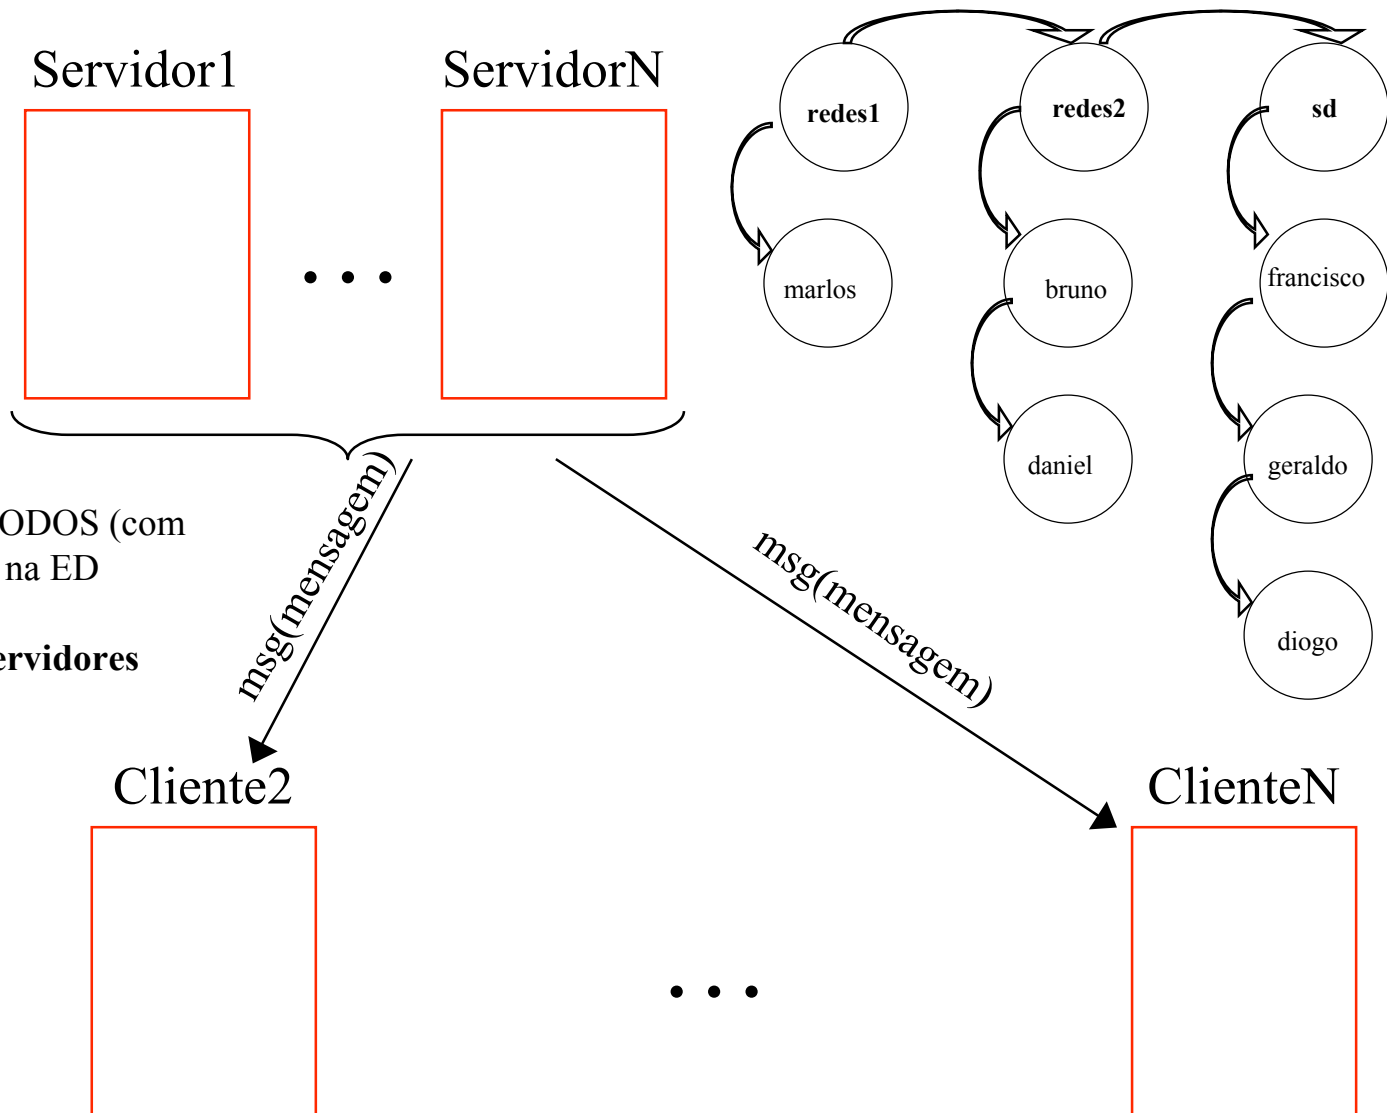 Servidor1
ServidorN
. . .
redes1
redes2
sd
marlos
bruno
francisco
daniel
geraldo
diogo
ODOS (com
na ED
ervidores
msg(mensagem)
msg(mensagem)
Cliente2
ClienteN
. . .